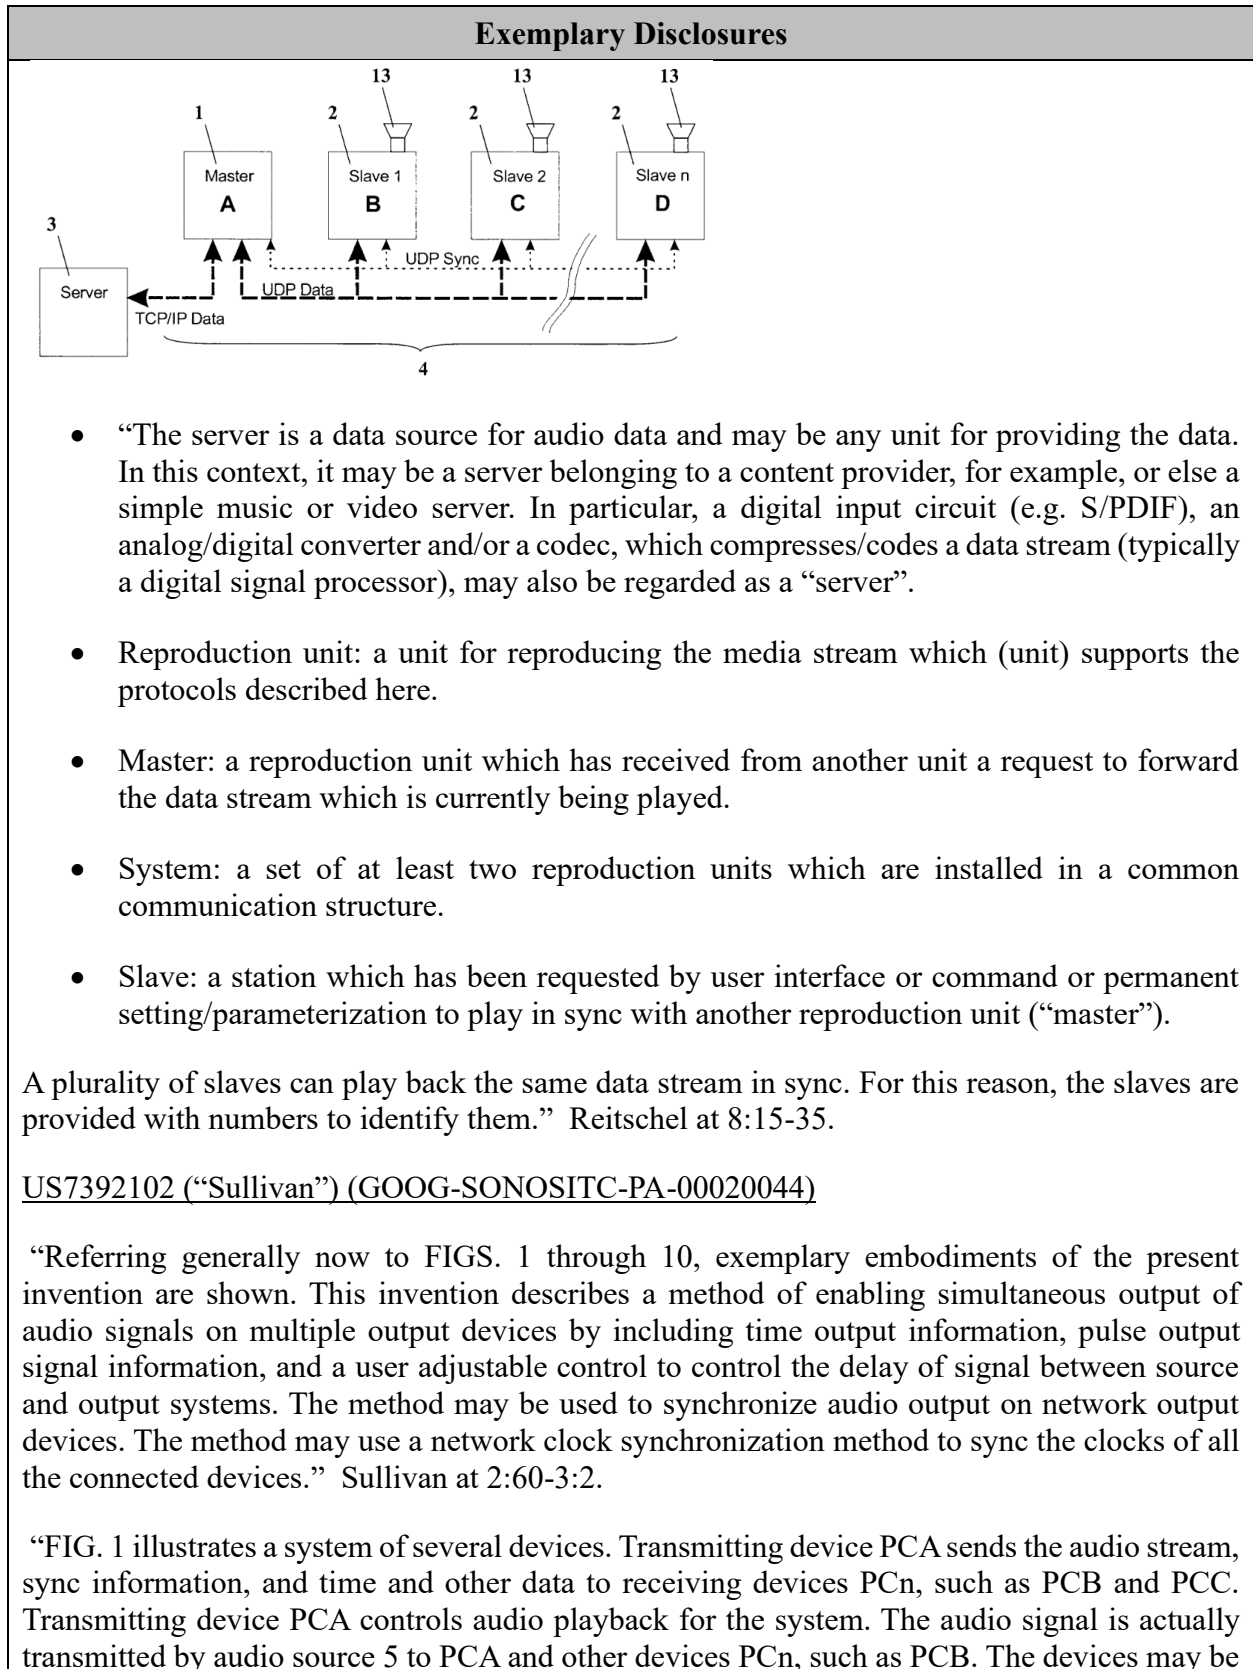 Exemplary Disclosures
13 13 13
1 2 2 2
Master Slave 1 Slave 2 Slave n
A B C D
3
UDP Sync
Server UDP Data
TCP/IP Data
4
• “The server is a data source for audio data and may be any unit for providing the data.
In this context, it may be a server belonging to a content provider, for example, or else a
simple music or video server. In particular, a digital input circuit (e.g. S/PDIF), an
analog/digital converter and/or a codec, which compresses/codes a data stream (typically
a digital signal processor), may also be regarded as a “server”.
• Reproduction unit: a unit for reproducing the media stream which (unit) supports the
protocols described here.
• Master: a reproduction unit which has received from another unit a request to forward
the data stream which is currently being played.
• System: a set of at least two reproduction units which are installed in a common
communication structure.
• Slave: a station which has been requested by user interface or command or permanent
setting/parameterization to play in sync with another reproduction unit (“master”).
A plurality of slaves can play back the same data stream in sync. For this reason, the slaves are
provided with numbers to identify them.” Reitschel at 8:15-35.
US7392102 (“Sullivan”) (GOOG-SONOSITC-PA-00020044)
“Referring generally now to FIGS. 1 through 10, exemplary embodiments of the present
invention are shown. This invention describes a method of enabling simultaneous output of
audio signals on multiple output devices by including time output information, pulse output
signal information, and a user adjustable control to control the delay of signal between source
and output systems. The method may be used to synchronize audio output on network output
devices. The method may use a network clock synchronization method to sync the clocks of all
the connected devices.” Sullivan at 2:60-3:2.
“FIG. 1 illustrates a system of several devices. Transmitting device PCA sends the audio stream,
sync information, and time and other data to receiving devices PCn, such as PCB and PCC.
Transmitting device PCA controls audio playback for the system. The audio signal is actually
transmitted by audio source 5 to PCA and other devices PCn, such as PCB. The devices may be